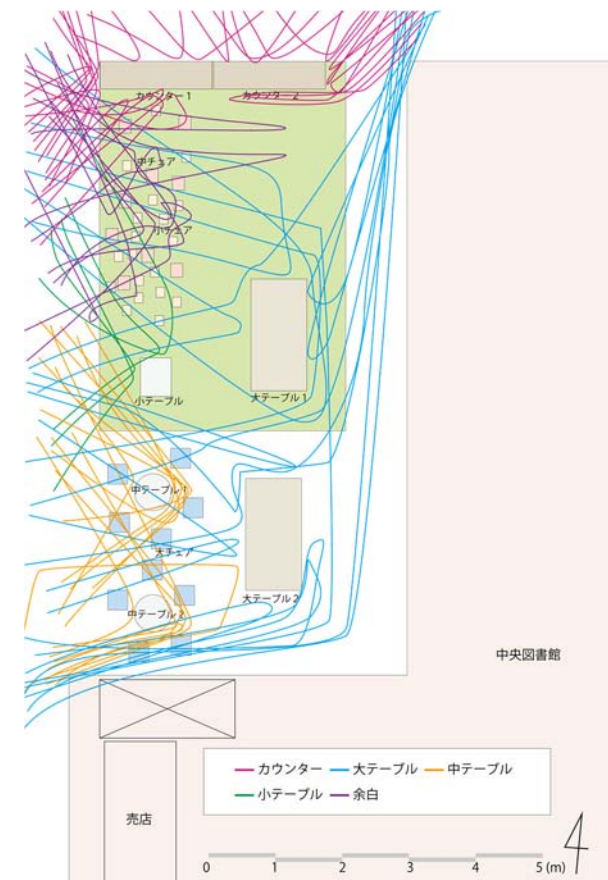 カウンター 1
カウンター 2
中チェア
小チェア
小テーブル
大テーブル 1
中テーブル 1
大チェア
大テーブル 2
中テーブル 2
中央図書館
カウンター 大テーブル 中テーブル
小テーブル 余白
売店
0 1 2 3 4 5 (m)